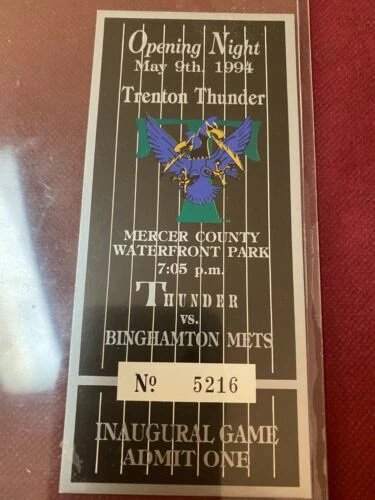 Opening Night
May 9th, 1994
Trenton Thunder
T
TM
MERCER COUNTY
WATERFRONT PARK
7:05 p.m.
THUNDER
vs.
BINGHAMTON METS
No 5216
INAUGURAL GAME
ADMIT ONE